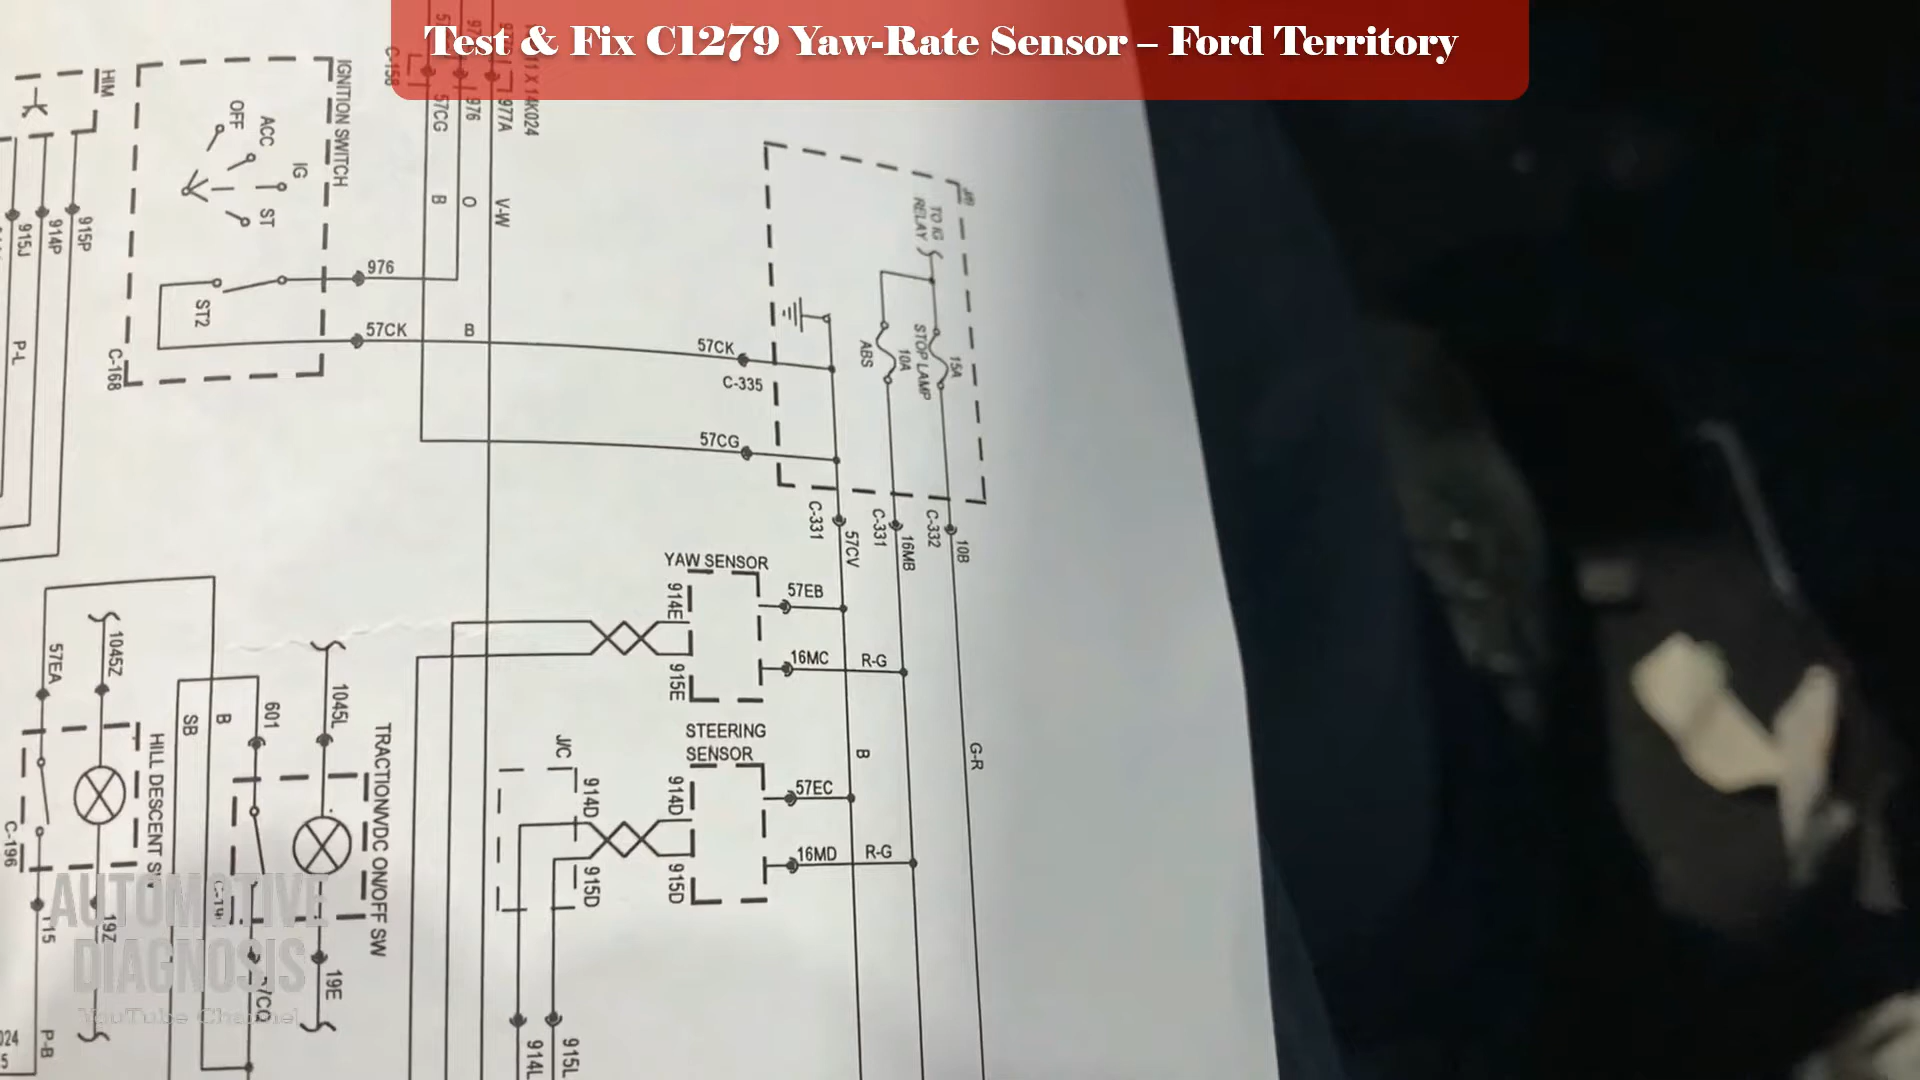 Test & Fix C1279 Yaw-Rate Sensor – Ford Territory
HIM
915J
914P
915P
P-L
IGNITION SWITCH
OFF
ACC
IG
ST
ST2
C-168
976
57CK
B
C-158
57CG
976
977A
B
O
V-W
11 X 14K024
TO IG
RELAY
ABS
10A
STOP LAMP
15A
57CK
C-335
57CG
C-331
57CV
C-331
16MB
C-332
10B
YAW SENSOR
914E
915E
57EB
16MC
R-G
STEERING
SENSOR
J/C
914D
915D
914D
915D
57EC
16MD
R-G
B
G-R
914L
915L
57EA
1045Z
HILL DESCENT SW
C-196
115
19Z
P-B
SB
B
601
1045L
TRACTION/VDC ON/OFF SW
19E
AUTOMOTIVE
DIAGNOSIS
YouTube Channel